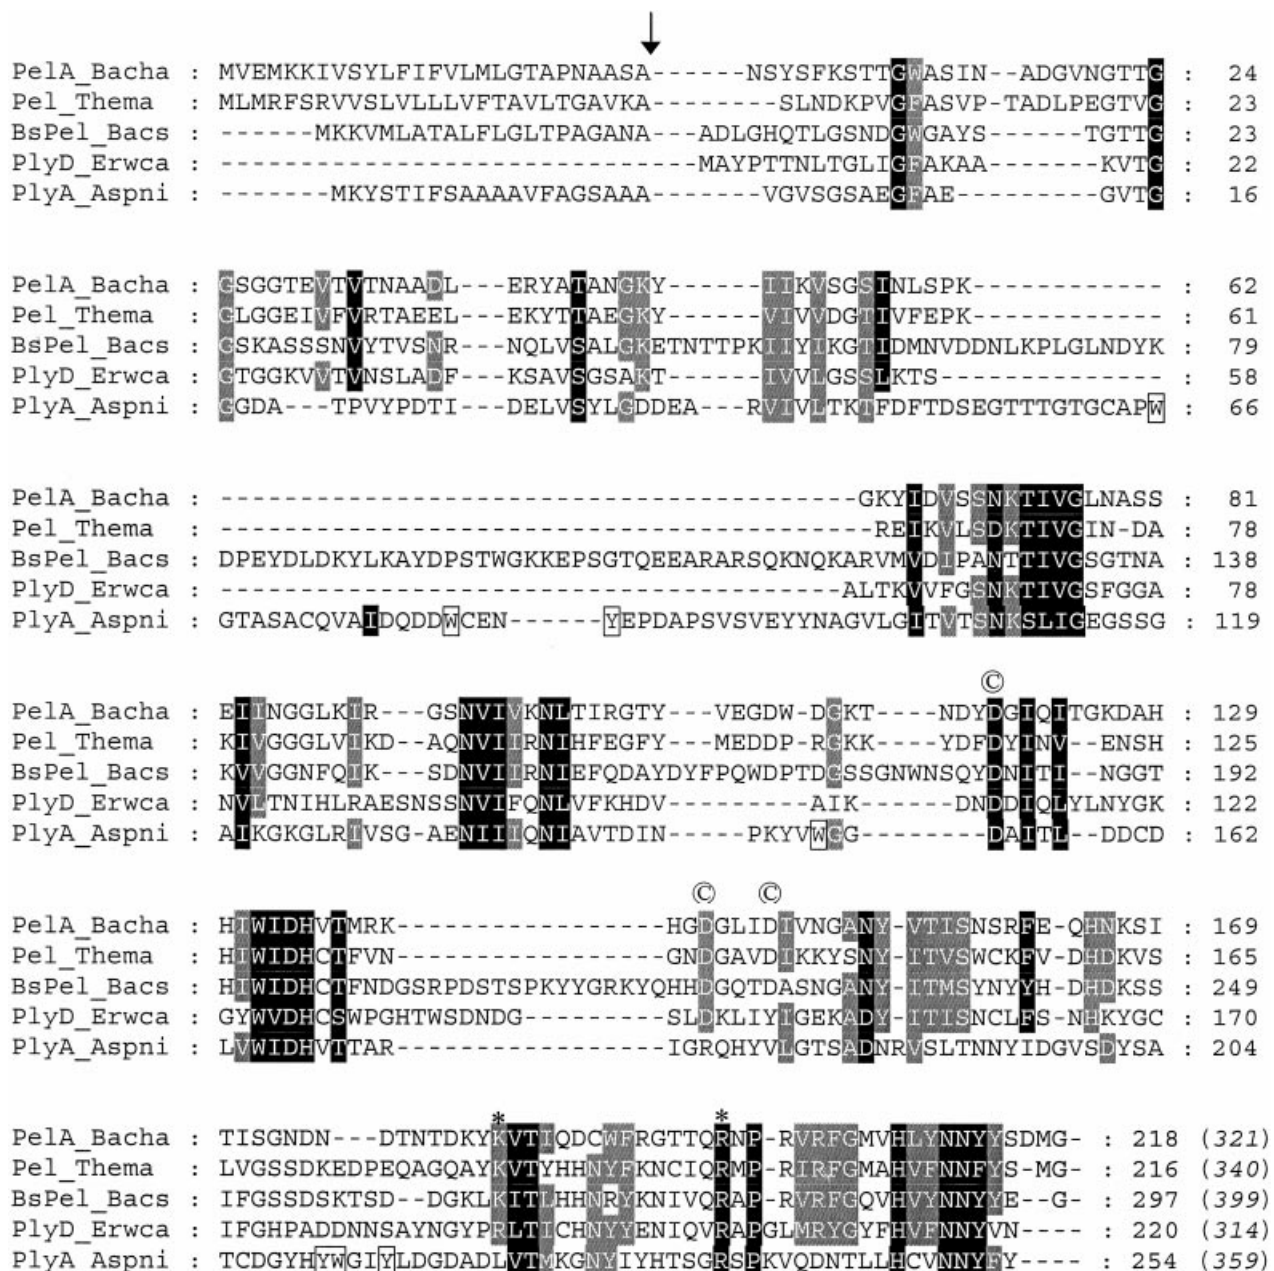 ↓
PelA_Bacha : MVEMKKIVSYLFIFVLMLGTAPNAASA------NSYSFKSTTGWASIN--ADGVNGTTG : 24
Pel_Thema : MLMRFSRVVSLVLLLVFTAVLTGAVKA--------SLNDKPVGFASVP-TADLPEGTVG : 23
BsPel_Bacs : ------MKKVMLATALFLGLTPAGANA---ADLGHQTLGSNDGWGAYS------TGTTG : 23
PlyD_Erwca : ------------------------------MAYPTTNLTGLIGFAKAA-------KVTG : 22
PlyA_Aspni : -------MKYSTIFSAAAAVFAGSAAA-------VGVSGSAEGFAE---------GVTG : 16
PelA_Bacha : GSGGTEVTVTNAADL---ERYATANGKY------IIKVSGSINLSPK------------ : 62
Pel_Thema : GLGGEIVFVRTAEEL---EKYTTAEGKY------VIVVDGTIVFEPK------------ : 61
BsPel_Bacs : GSKASSSNVYTVSNR---NQLVSALGKETNTTPKIIYIKGTIDMNVDDNLKPLGLNDYK : 79
PlyD_Erwca : GTGGKVVTVNSLADF---KSAVSGSAKT------IVVLGSSLKTS-------------- : 58
PlyA_Aspni : GGDA---TPVYPDTI---DELVSYLGDDEA---RVIVLTKTFDFTDSEGTTTGTGCAPW : 66
PelA_Bacha : ----------------------------------------GKYIDVSSNKTIVGLNASS : 81
Pel_Thema : -----------------------------------------REIKVLSDKTIVGIN-DA : 78
BsPel_Bacs : DPEYDLDKYLKAYDPSTWGKKEPSGTQEEARARSQKNQKARVMVDIPANTTIVGSGTNA : 138
PlyD_Erwca : ---------------------------------------ALTKVVFGSNKTIVGSFGGA : 78
PlyA_Aspni : GTASACQVAIDQDDWCEN------YEPDAPSVSVEYYNAGVLGITVTSNKSLIGEGSSG : 119
©
PelA_Bacha : EIINGGLKIR---GSNVIVKNLTIRGTY---VEGDW-DGKT----NDYDGIQITGKDAH : 129
Pel_Thema : KIVGGGLVIKD--AQNVIIRNIHFEGFY---MEDDP-RGKK----YDFDYINV--ENSH : 125
BsPel_Bacs : KVVGGNFQIK---SDNVIIRNIEFQDAYDYFPQWDPTDGSSGNWNSQYDNITI--NGGT : 192
PlyD_Erwca : NVLTNIHLRAESNSSNVIFQNLVFKHDV---------AIK-----DNDDIQLYLNYGK : 122
PlyA_Aspni : AIKGKGLRIVSG-AENIIIQNIAVTDIN-----PKYVWGG--------DAITL--DDCD : 162
© ©
PelA_Bacha : HIWIDHVTMRK-----------------HGDGLIDIVNGANY-VTISNSRFE-QHNKSI : 169
Pel_Thema : HIWIDHCTFVN-----------------GNDGAVDIKKYSNY-ITVSWCKFV-DHDKVS : 165
BsPel_Bacs : HIWIDHCTFNDGSRPDSTSPKYYGRKYQHHDGQTDASNGANY-ITMSYNYYH-DHDKSS : 249
PlyD_Erwca : GYWVDHCSWPGHTWSDNDG---------SLDKLIYIGEKADY-ITISNCLFS-NHKYGC : 170
PlyA_Aspni : LVWIDHVTTAR-----------------IGRQHYVLGTSADNRVSLTNNYIDGVSDYSA : 204
* *
PelA_Bacha : TISGNDN---DTNTDKYKVTIQDCWFRGTTQRNP-RVRFGMVHLYNNYYSDMG- : 218 (321)
Pel_Thema : LVGSSDKEDPEQAGQAYKVTYHHNYFKNCIQRMP-RIRFGMAHVFNNFYS-MG- : 216 (340)
BsPel_Bacs : IFGSSDSKTSD--DGKLKITLHHNRYKNIVQRAP-RVRFGQVHVYNNYYE--G- : 297 (399)
PlyD_Erwca : IFGHPADDNNSAYNGYPRLTICHNYYENIQVRAPGLMRYGYFHVFNNYVN---- : 220 (314)
PlyA_Aspni : TCDGYHYWGIYLDGDADLVTMKGNYIYHTSGRSPKVQDNTLLHCVNNYFY---- : 254 (359)